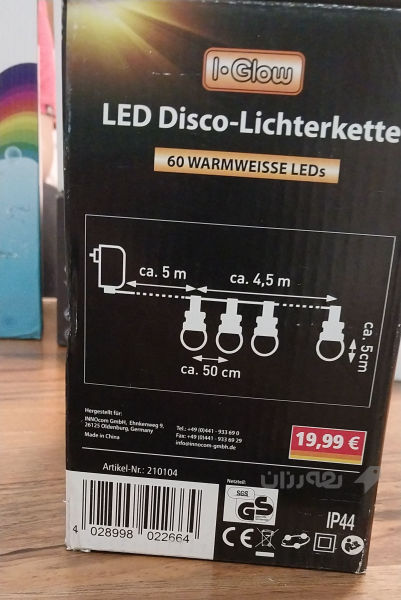 I·Glow
LED Disco-Lichterkette
60 WARMWEISSE LEDs
ca. 5 m
ca. 4,5 m
ca. 50 cm
ca. 5cm
Hergestellt für:
INNOcom GmbH, Ehnkenweg 9,
26125 Oldenburg, Germany
Made in China
Tel.: +49 (0)441 - 933 69 0
Fax: +49 (0)441 - 933 69 29
info@innocom-gmbh.de
19,99 €
Artikel-Nr.: 210104
Netzteil:
SGS
GS
IP44
CE
4 028998 022664